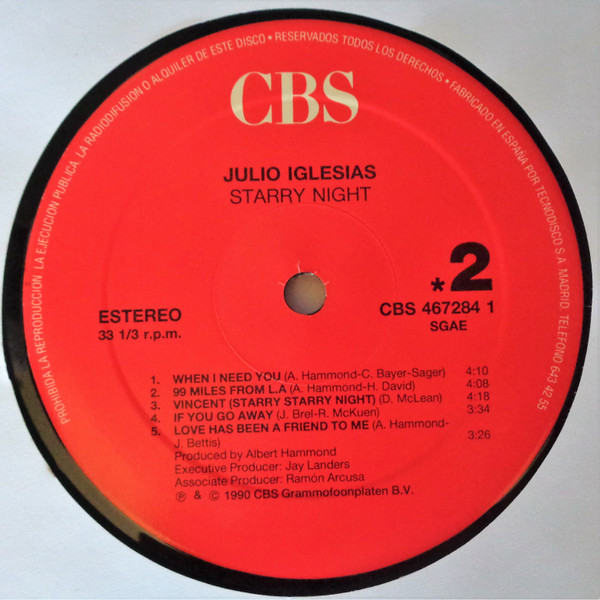 PROHIBIDA LA REPRODUCCION LA EJECUCION PUBLICA. LA RADIODIFUSION O ALQUILER DE ESTE DISCO • RESERVADOS TODOS LOS DERECHOS • FABRICADO EN ESPAÑA POR TECNODISCO S A MADRID. TELEFONO 643 42 55
CBS
JULIO IGLESIAS
STARRY NIGHT
*2
ESTEREO
33 1/3 r.p.m.
CBS 467284 1
SGAE
1. WHEN I NEED YOU (A. Hammond-C. Bayer-Sager) 4:10
2. 99 MILES FROM L.A (A. Hammond-H. David) 4:08
3. VINCENT (STARRY STARRY NIGHT) (D. McLean) 4:18
4. IF YOU GO AWAY (J. Brel-R. McKuen) 3:34
5. LOVE HAS BEEN A FRIEND TO ME (A. Hammond-
J. Bettis) 3:26
Produced by Albert Hammond
Executive Producer: Jay Landers
Associate Producer: Ramón Arcusa
℗ & © 1990 CBS Grammofoonplaten B.V.